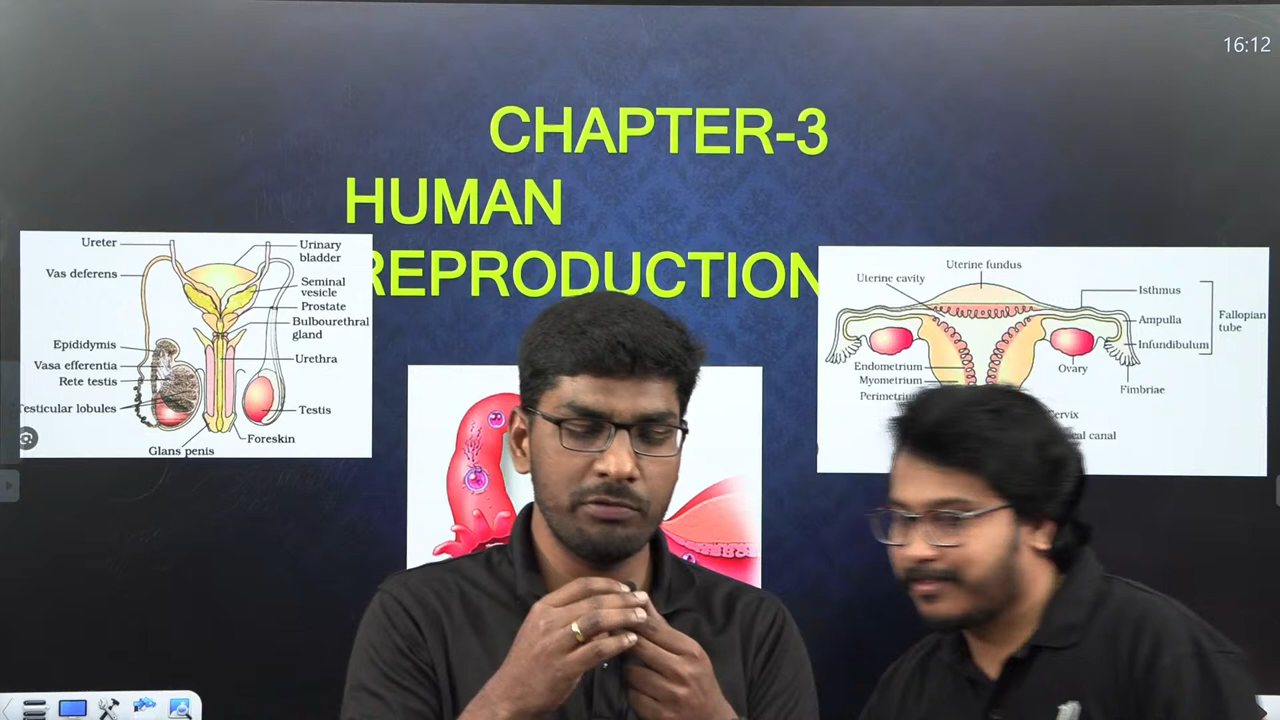 16:12
CHAPTER-3
HUMAN
REPRODUCTION
Ureter
Vas deferens
Epididymis
Vasa efferentia
Rete testis
Testicular lobules
Glans penis
Urinary
bladder
Seminal
vesicle
Prostate
Bulbourethral
gland
Urethra
Testis
Foreskin
Uterine fundus
Uterine cavity
Isthmus
Ampulla
Infundibulum
Fallopian
tube
Ovary
Fimbriae
Endometrium
Myometrium
Perimetrium
Cervix
canal